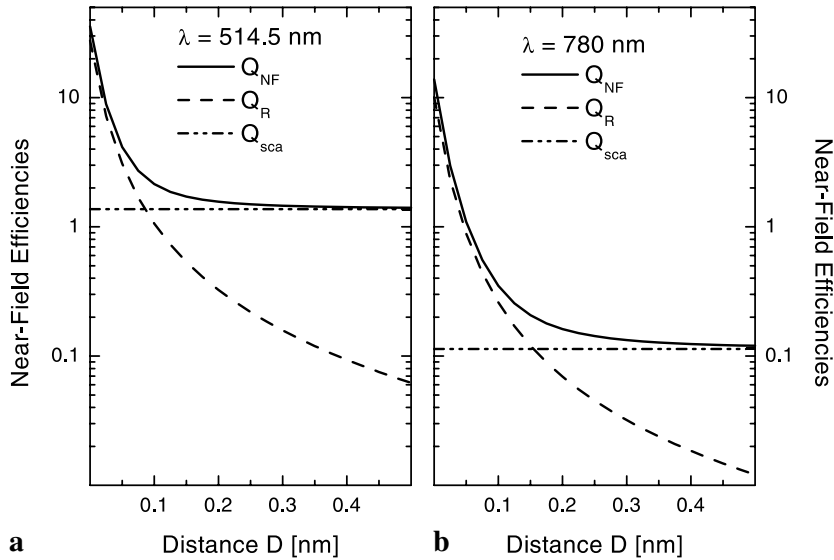 λ = 514.5 nm
Q_NF
Q_R
Q_sca
10
1
0.1
Near-Field Efficiencies
0.1 0.2 0.3 0.4
Distance D [nm]
a
λ = 780 nm
Q_NF
Q_R
Q_sca
10
1
0.1
Near-Field Efficiencies
0.1 0.2 0.3 0.4
Distance D [nm]
b